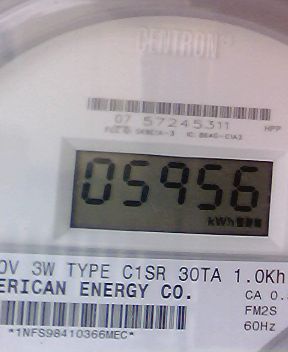 CENTRON®
07 57245311
HPP
05956
kWh
0V 3W TYPE C1SR 30TA 1.0Kh
ERICAN ENERGY CO.
CA 0.
FM2S
60Hz
*1NFS98410366MEC*